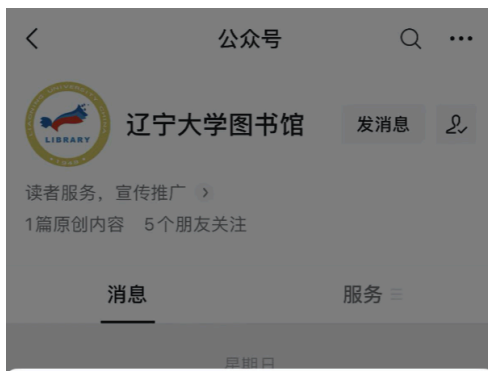 公众号
LIBRARY
辽宁大学图书馆
发消息
读者服务，宣传推广
1篇原创内容 5个朋友关注
消息
服务
星期日